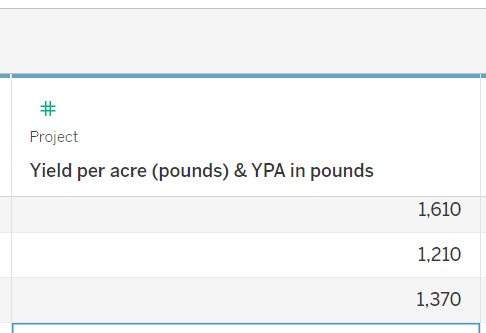 #
Project
Yield per acre (pounds) & YPA in pounds
1,610
1,210
1,370